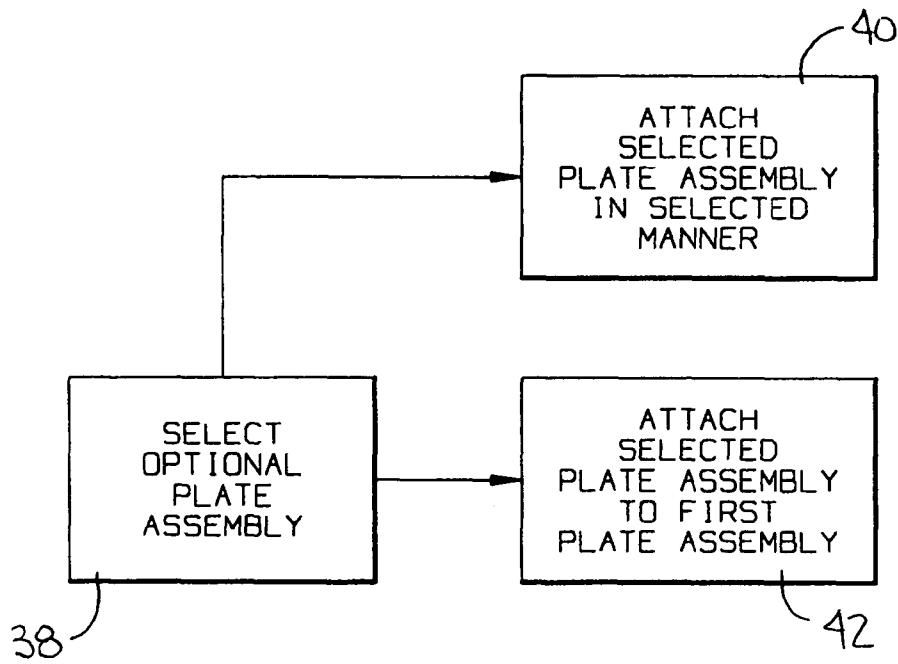 40
ATTACH
SELECTED
PLATE ASSEMBLY
IN SELECTED
MANNER
SELECT
OPTIONAL
PLATE
ASSEMBLY
ATTACH
SELECTED
PLATE ASSEMBLY
TO FIRST
PLATE ASSEMBLY
38
42